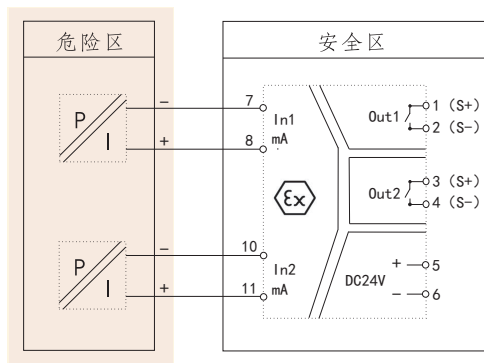 危险区
安全区
P
I
−
7
+
8
In1
mA
Out1
1 (S+)
2 (S-)
εx
Out2
3 (S+)
4 (S-)
P
I
−
10
+
11
In2
mA
DC24V
+
5
−
6